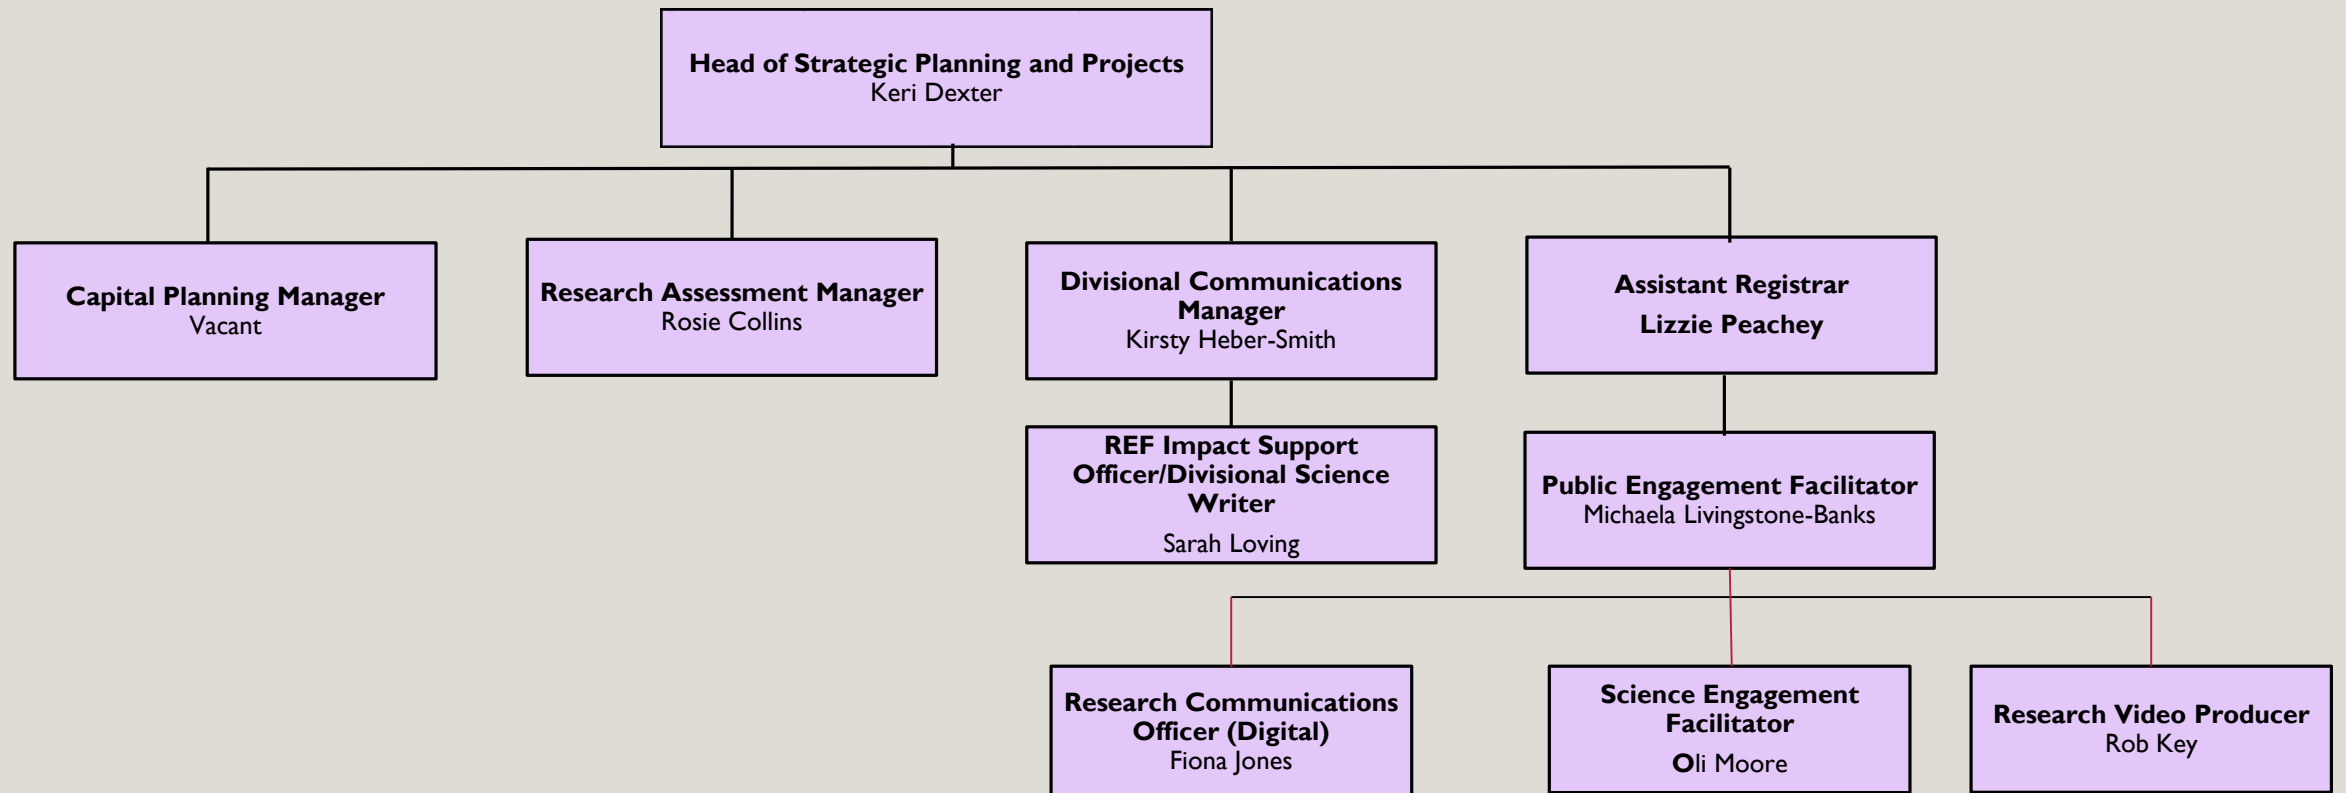 Head of Strategic Planning and Projects
Keri Dexter
Capital Planning Manager
Vacant
Research Assessment Manager
Rosie Collins
Divisional Communications
Manager
Kirsty Heber-Smith
Assistant Registrar
Lizzie Peachey
REF Impact Support
Officer/Divisional Science
Writer
Sarah Loving
Public Engagement Facilitator
Michaela Livingstone-Banks
Research Communications
Officer (Digital)
Fiona Jones
Science Engagement
Facilitator
Oli Moore
Research Video Producer
Rob Key